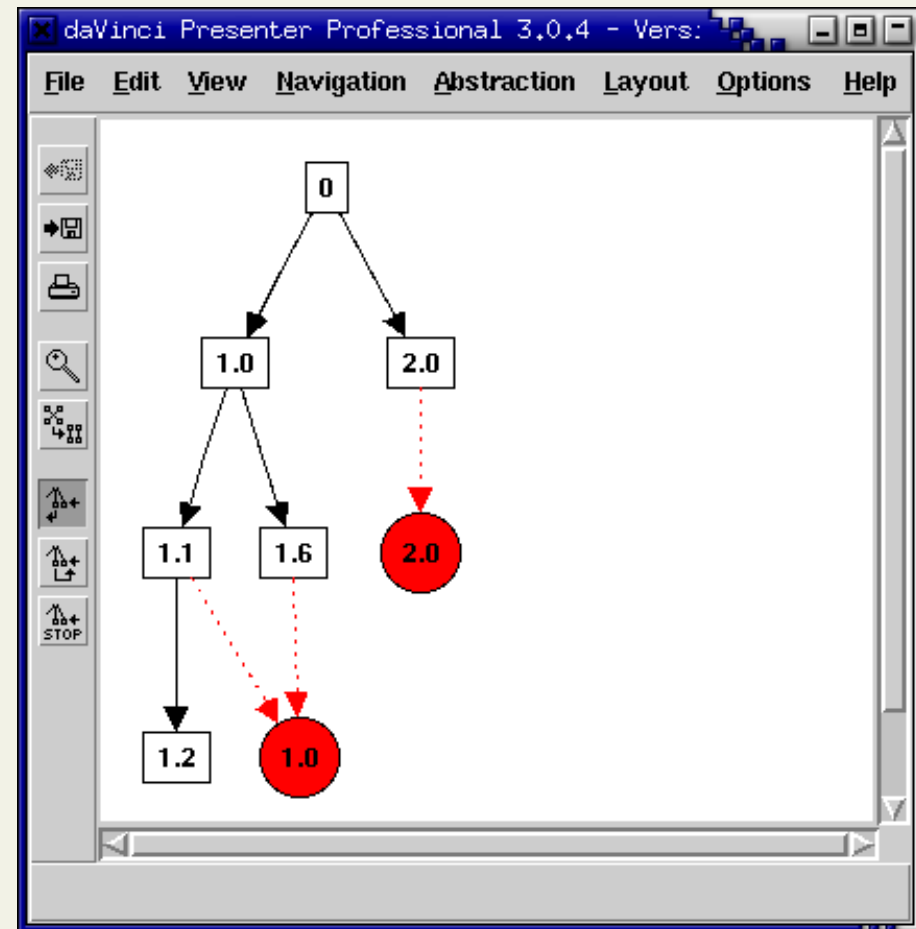 daVinci Presenter Professional 3.0.4 - Vers:
File Edit View Navigation Abstraction Layout Options Help
0
1.0 2.0
1.1 1.6 2.0
STOP
1.2 1.0